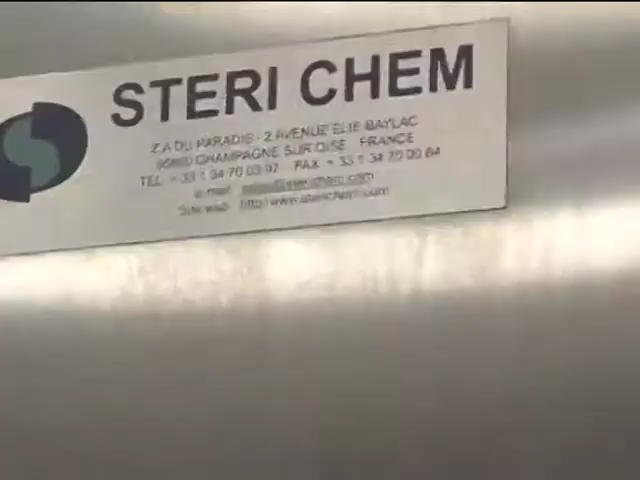 STERI CHEM
Z.A DU PARADIS - 2 AVENUE ELIE BAYLAC
95660 CHAMPAGNE SUR OISE FRANCE
TEL + 33 1 34 70 03 97 FAX + 33 1 34 70 00 64
e-mail
Site web http://www.sterichem.com